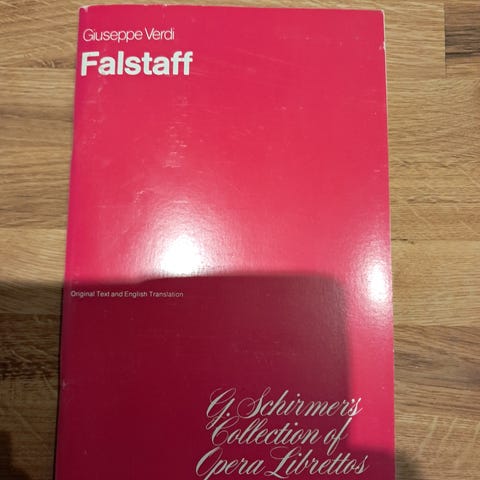 Giuseppe Verdi
Falstaff
Original Text and English Translation
G. Schirmer's
Collection of
Opera Librettos